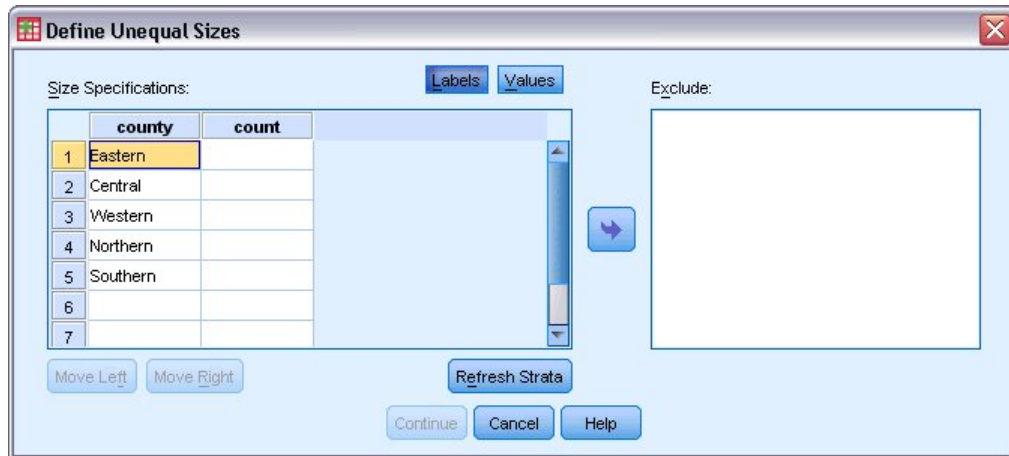 Define Unequal Sizes
Size Specifications:
Labels Values
Exclude:
county count
1 Eastern
2 Central
3 Western
4 Northern
5 Southern
6
7
Move Left Move Right Refresh Strata
Continue Cancel Help